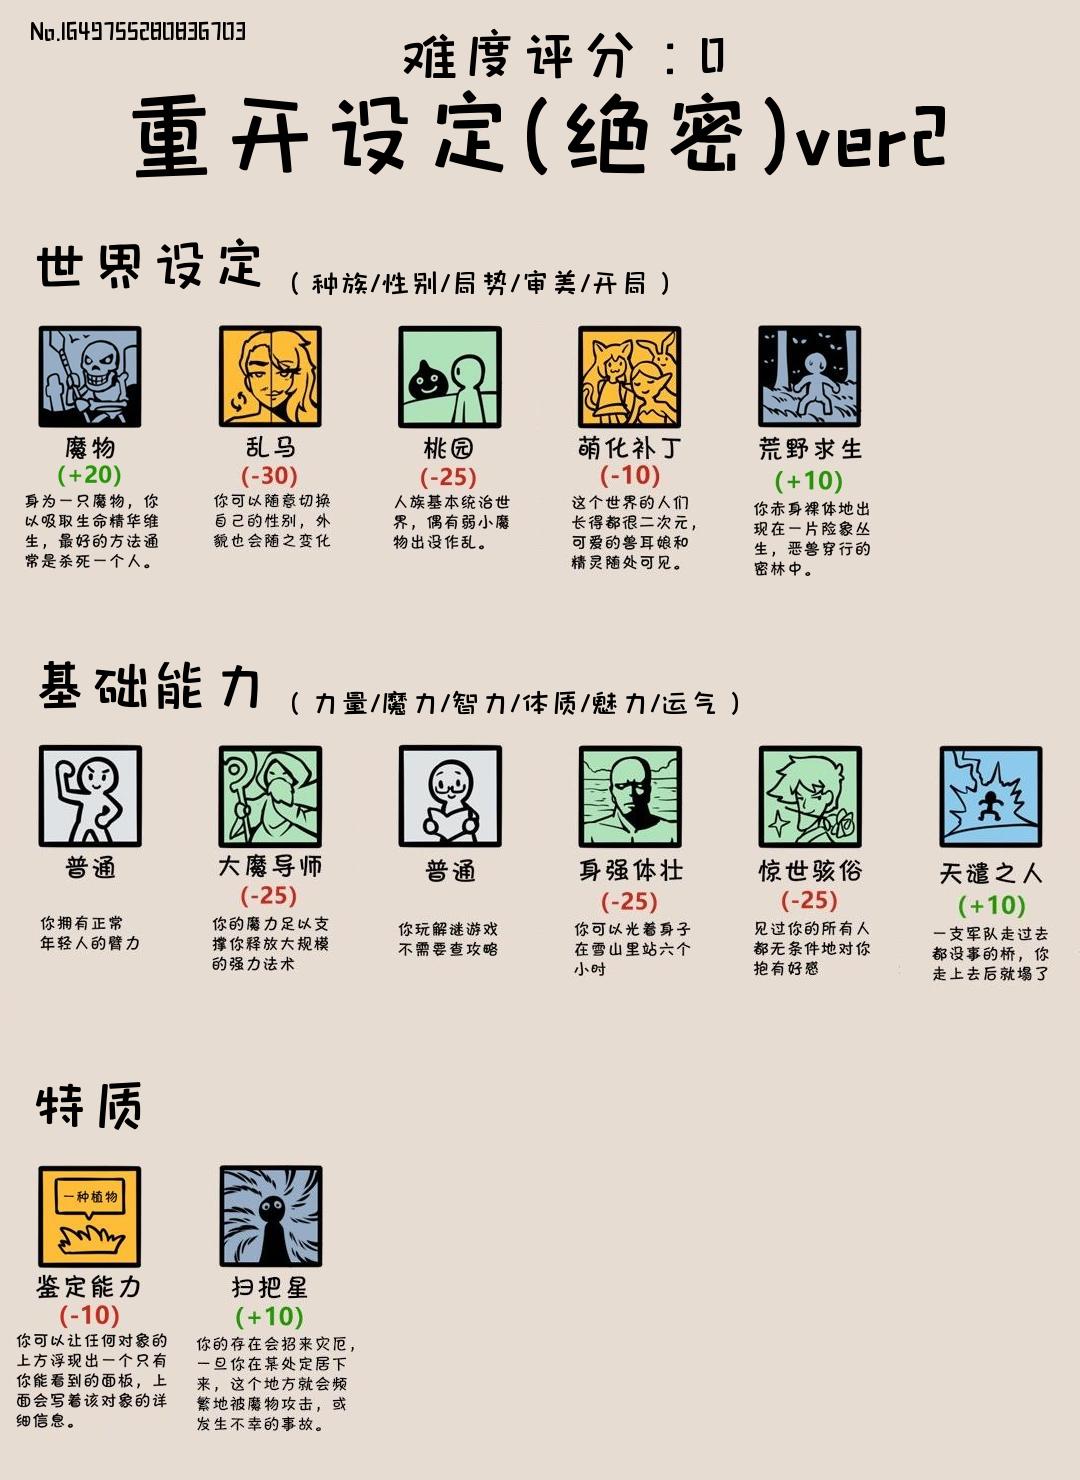 No.1649755280836703
难度评分:0
重开设定(绝密)ver2
世界设定
(种族/性别/局势/审美/开局)
魔物
(+20)
身为一只魔物,你
以吸取生命精华维
生,最好的方法通
常是杀死一个人。
乱马
(-30)
你可以随意切换
自己的性别,外
貌也会随之变化
桃园
(-25)
人族基本统治世
界,偶有弱小魔
物出没作乱。
萌化补丁
(-10)
这个世界的人们
长得都很二次元,
可爱的兽耳娘和
精灵随处可见。
荒野求生
(+10)
你赤身裸体地出
现在一片险象丛
生,恶兽穿行的
密林中。
基础能力
(力量/魔力/智力/体质/魅力/运气)
普通
你拥有正常
年轻人的臂力
大魔导师
(-25)
你的魔力足以支
撑你释放大规模
的强力法术
普通
你玩解谜游戏
不需要查攻略
身强体壮
(-25)
你可以光着身子
在雪山里站六个
小时
惊世骇俗
(-25)
见过你的所有人
都无条件地对你
抱有好感
天谴之人
(+10)
一支军队走过去
都没事的桥,你
走上去后就塌了
特质
一种植物
鉴定能力
(-10)
你可以让任何对象的
上方浮现出一个只有
你能看到的面板,上
面会写着该对象的详
细信息。
扫把星
(+10)
你的存在会招来灾厄,
一旦你在某处定居下
来,这个地方就会频
繁地被魔物攻击,或
发生不幸的事故。